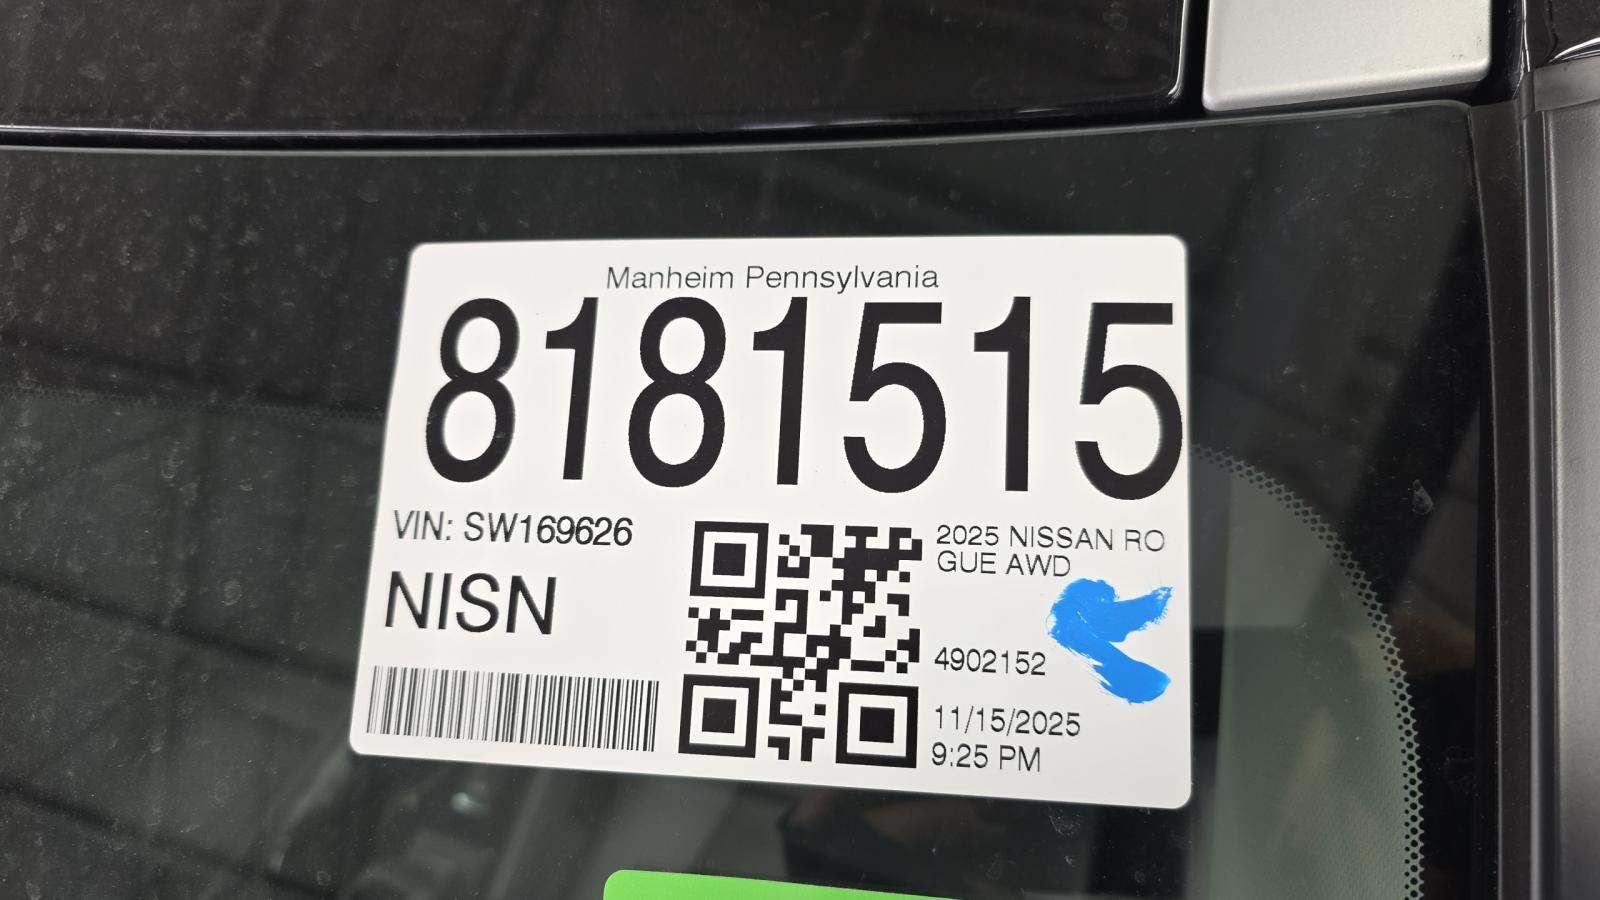 Manheim Pennsylvania
8181515
VIN: SW169626
NISN
2025 NISSAN RO
GUE AWD
4902152
11/15/2025
9:25 PM